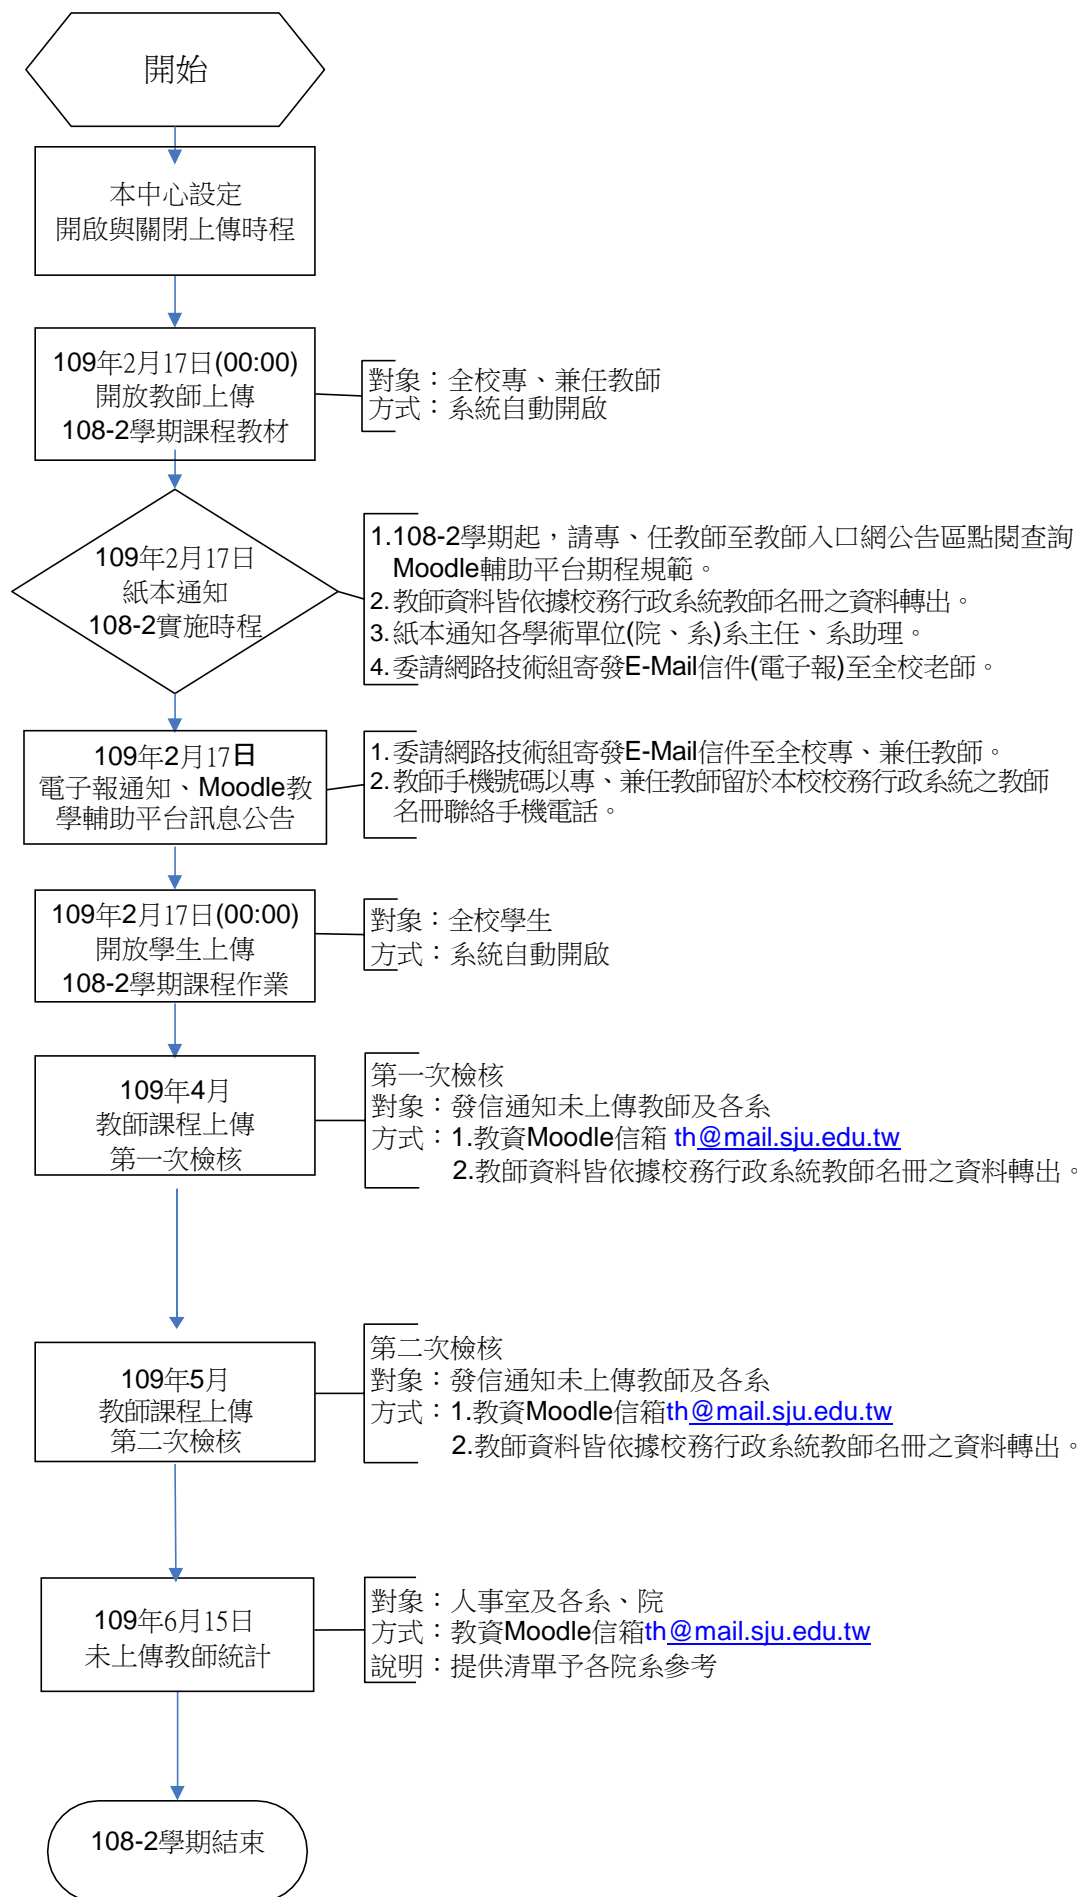 開始
本中心設定
開啟與關閉上傳時程
109年2月17日(00:00)
開放教師上傳
108-2學期課程教材
對象：全校專、兼任教師
方式：系統自動開啟
109年2月17日
紙本通知
108-2實施時程
1.108-2學期起，請專、任教師至教師入口網公告區點閱查詢
Moodle輔助平台期程規範。
2.教師資料皆依據校務行政系統教師名冊之資料轉出。
3.紙本通知各學術單位(院、系)系主任、系助理。
4.委請網路技術組寄發E-Mail信件(電子報)至全校老師。
109年2月17日
電子報通知、Moodle教
學輔助平台訊息公告
1.委請網路技術組寄發E-Mail信件至全校專、兼任教師。
2.教師手機號碼以專、兼任教師留於本校校務行政系統之教師
名冊聯絡手機電話。
109年2月17日(00:00)
開放學生上傳
108-2學期課程作業
對象：全校學生
方式：系統自動開啟
109年4月
教師課程上傳
第一次檢核
第一次檢核
對象：發信通知未上傳教師及各系
方式：1.教資Moodle信箱 th@mail.sju.edu.tw
2.教師資料皆依據校務行政系統教師名冊之資料轉出。
109年5月
教師課程上傳
第二次檢核
第二次檢核
對象：發信通知未上傳教師及各系
方式：1.教資Moodle信箱th@mail.sju.edu.tw
2.教師資料皆依據校務行政系統教師名冊之資料轉出。
109年6月15日
未上傳教師統計
對象：人事室及各系、院
方式：教資Moodle信箱th@mail.sju.edu.tw
說明：提供清單予各院系參考
108-2學期結束